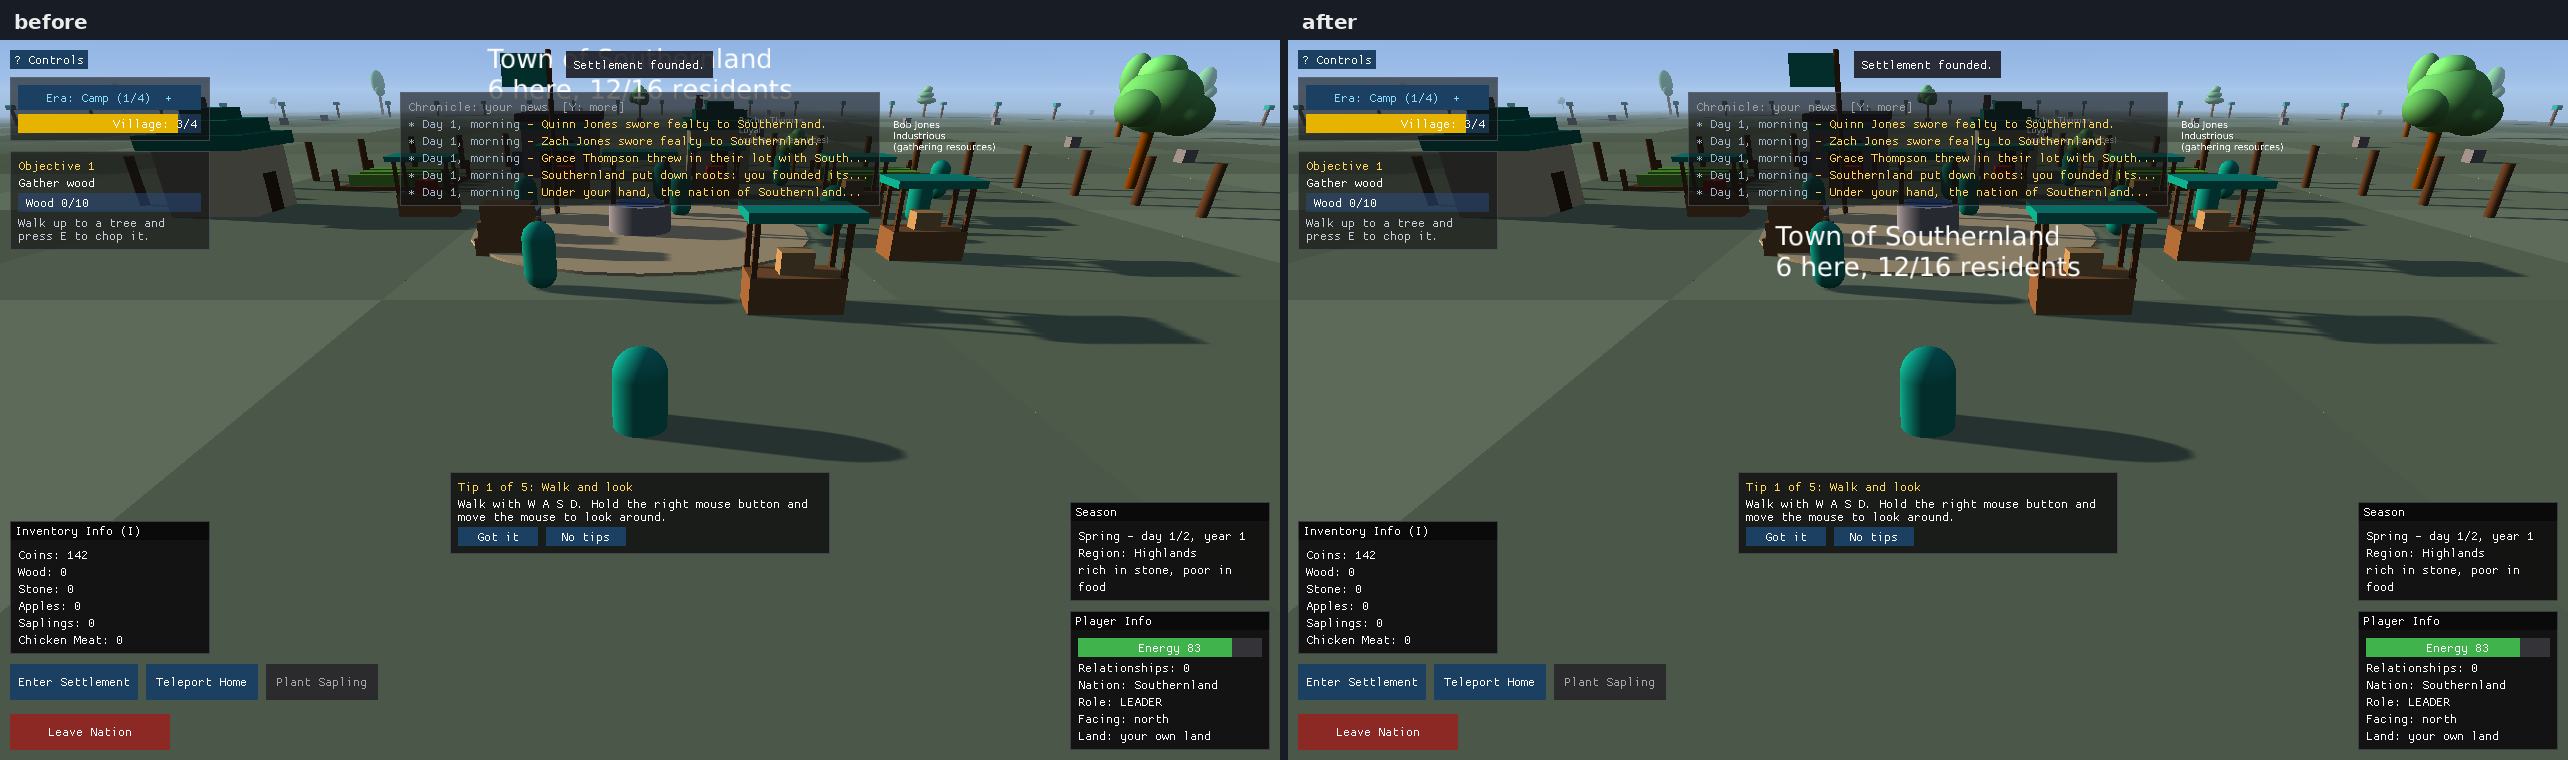 before
? Controls
Era: Camp (1/4) +
Village: 3/4
Objective 1
Gather wood
Wood 0/10
Walk up to a tree and
press E to chop it.
Town of land
6 here, 12/16 residents
Settlement founded.
Chronicle: your news [Y: more]
* Day 1, morning - Quinn Jones swore fealty to Southernland.
* Day 1, morning - Zach Jones swore fealty to Southernland.
* Day 1, morning - Grace Thompson threw in their lot with South...
* Day 1, morning - Southernland put down roots: you founded its...
* Day 1, morning - Under your hand, the nation of Southernland...
Bob Jones
Industrious
(gathering resources)
Tip 1 of 5: Walk and look
Walk with W A S D. Hold the right mouse button and
move the mouse to look around.
Got it
No tips
Inventory Info (I)
Coins: 142
Wood: 0
Stone: 0
Apples: 0
Saplings: 0
Chicken Meat: 0
Enter Settlement
Teleport Home
Plant Sapling
Leave Nation
Season
Spring - day 1/2, year 1
Region: Highlands
rich in stone, poor in
food
Player Info
Energy 83
Relationships: 0
Nation: Southernland
Role: LEADER
Facing: north
Land: your own land
after
? Controls
Era: Camp (1/4) +
Village: 3/4
Objective 1
Gather wood
Wood 0/10
Walk up to a tree and
press E to chop it.
Settlement founded.
Chronicle: your news [Y: more]
* Day 1, morning - Quinn Jones swore fealty to Southernland.
* Day 1, morning - Zach Jones swore fealty to Southernland.
* Day 1, morning - Grace Thompson threw in their lot with South...
* Day 1, morning - Southernland put down roots: you founded its...
* Day 1, morning - Under your hand, the nation of Southernland...
Bob Jones
Industrious
(gathering resources)
Town of Southernland
6 here, 12/16 residents
Tip 1 of 5: Walk and look
Walk with W A S D. Hold the right mouse button and
move the mouse to look around.
Got it
No tips
Inventory Info (I)
Coins: 142
Wood: 0
Stone: 0
Apples: 0
Saplings: 0
Chicken Meat: 0
Enter Settlement
Teleport Home
Plant Sapling
Leave Nation
Season
Spring - day 1/2, year 1
Region: Highlands
rich in stone, poor in
food
Player Info
Energy 83
Relationships: 0
Nation: Southernland
Role: LEADER
Facing: north
Land: your own land